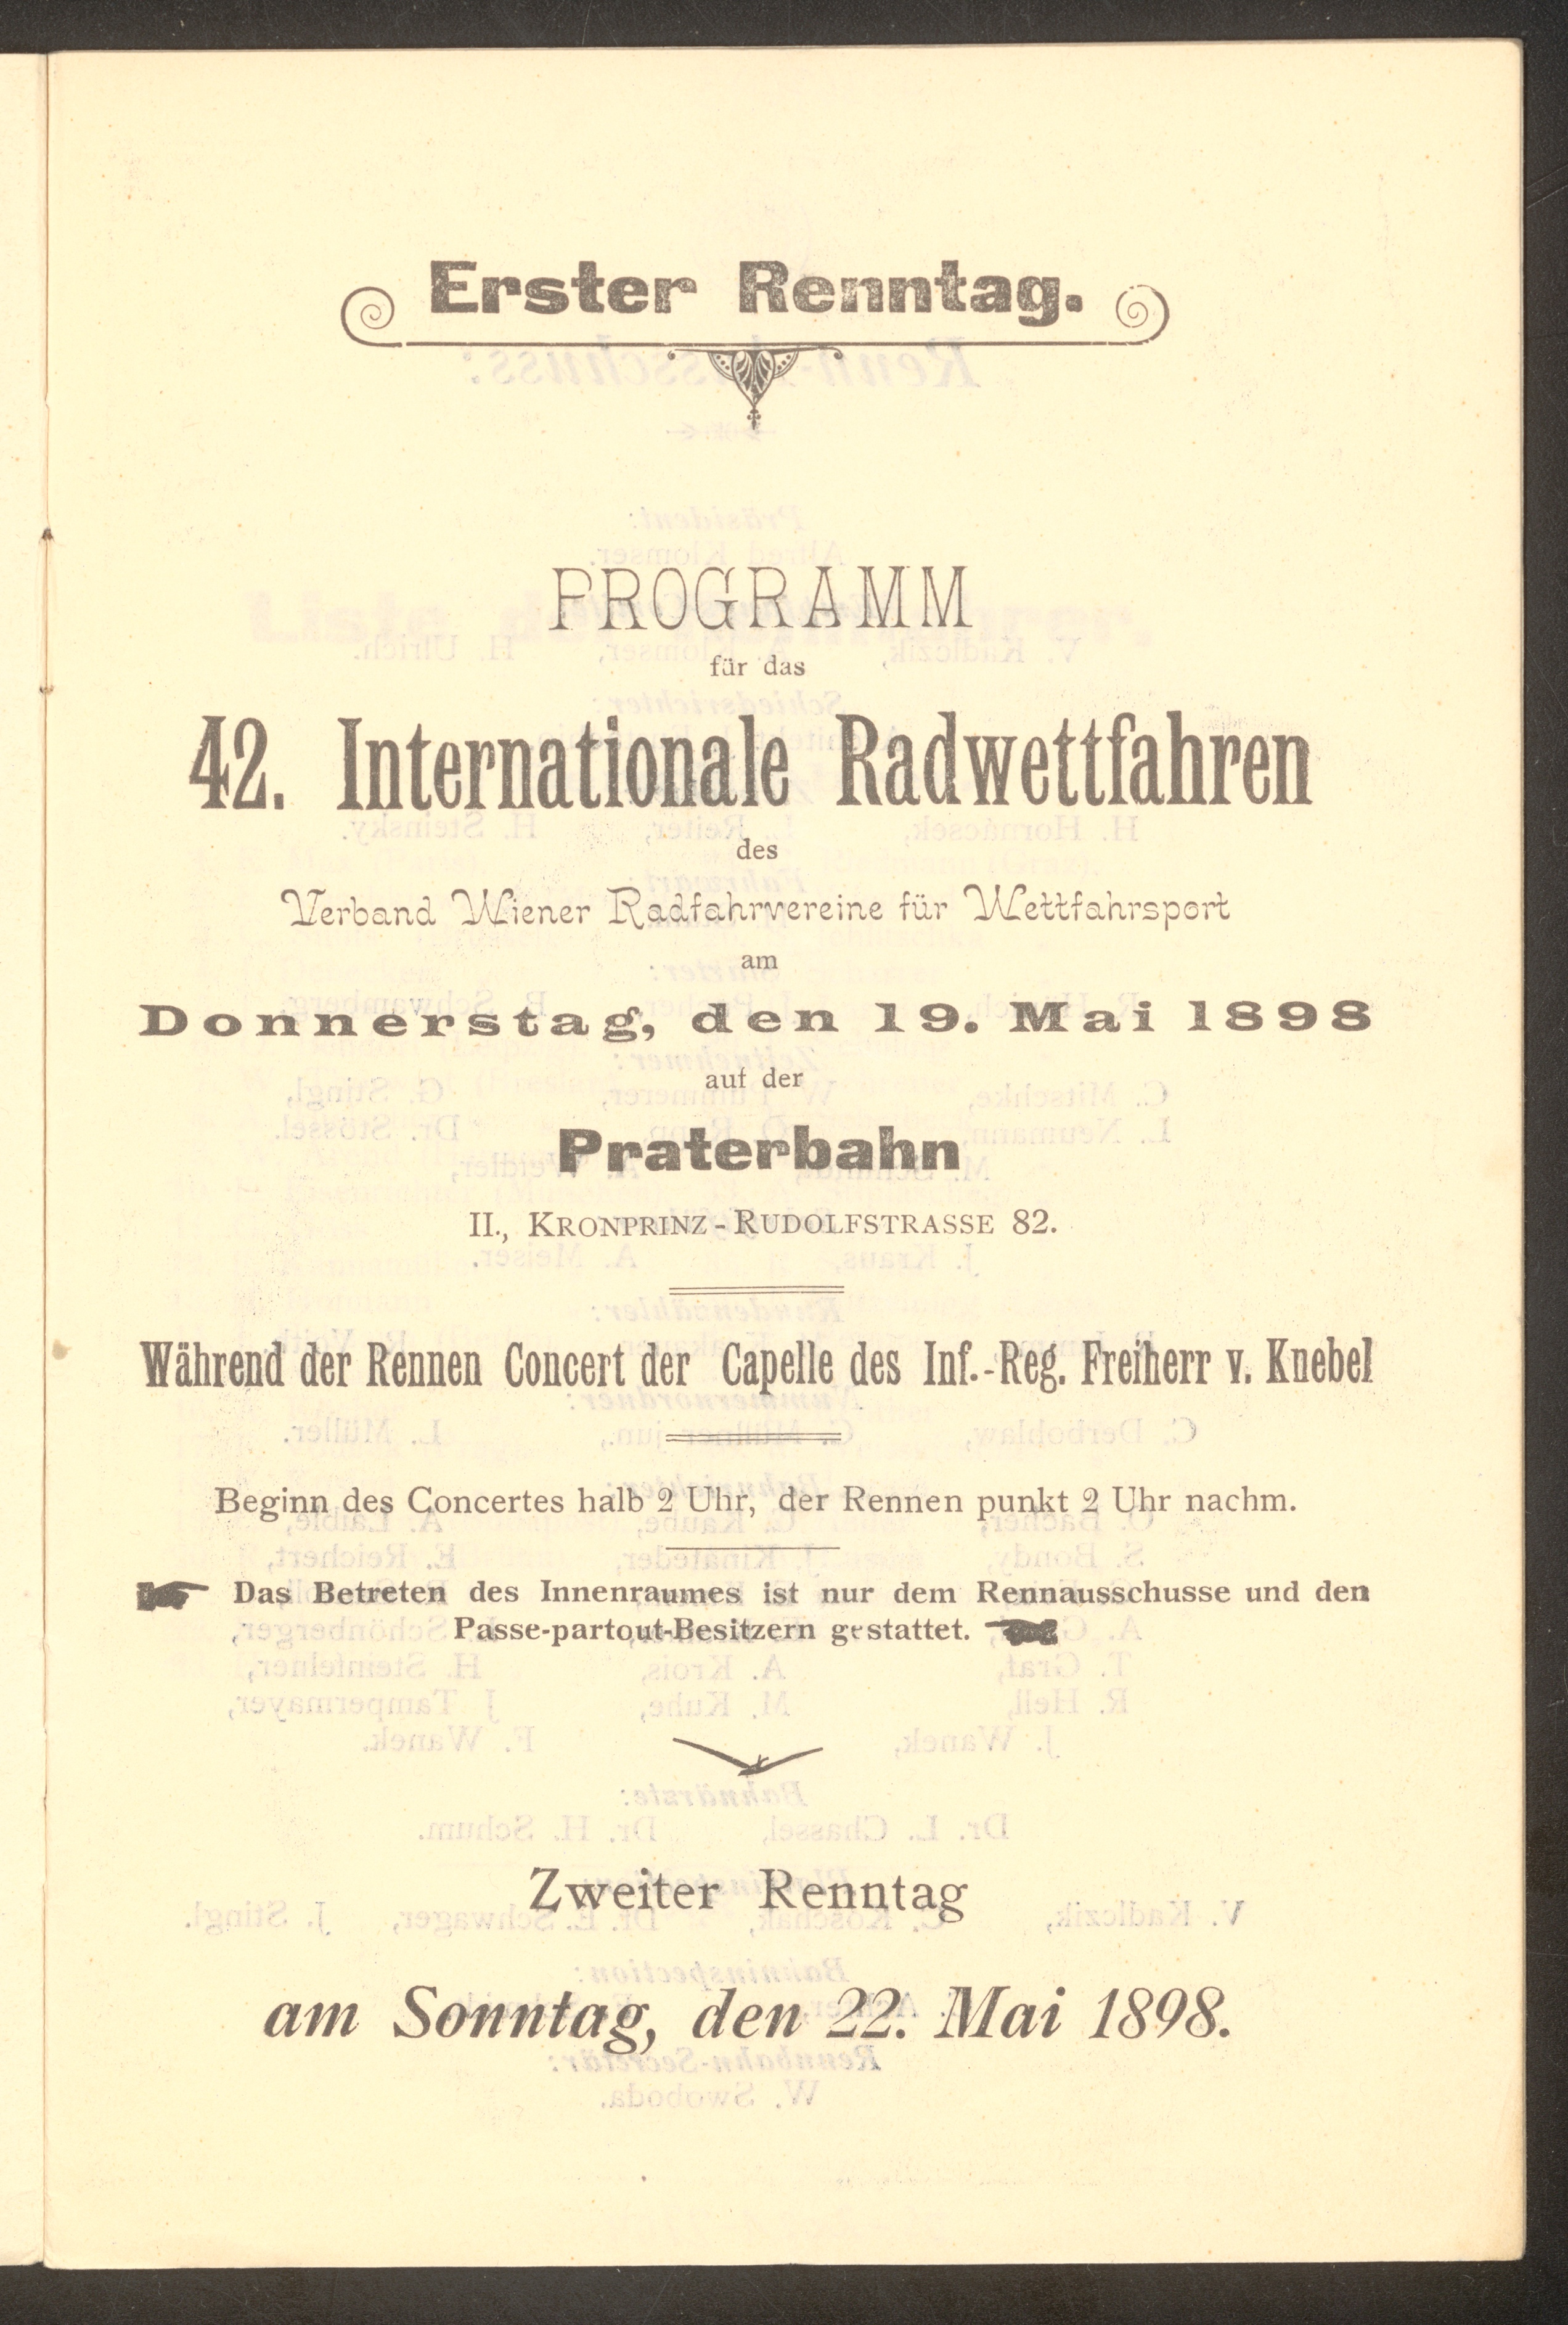 Erster Renntag.
PROGRAMM
für das
42. Internationale Radwettfahren
des
Verband Wiener Radfahrvereine für Wettfahrsport
am
Donnerstag, den 19. Mai 1898
auf der
Praterbahn
II., KRONPRINZ-RUDOLFSTRASSE 82.
Während der Rennen Concert der Capelle des Inf.-Reg. Freiherr v. Knebel
Beginn des Concertes halb 2 Uhr, der Rennen punkt 2 Uhr nachm.
Das Betreten des Innenraumes ist nur dem Rennausschusse und den
Passe-partout-Besitzern gestattet.
Zweiter Renntag
am Sonntag, den 22. Mai 1898.